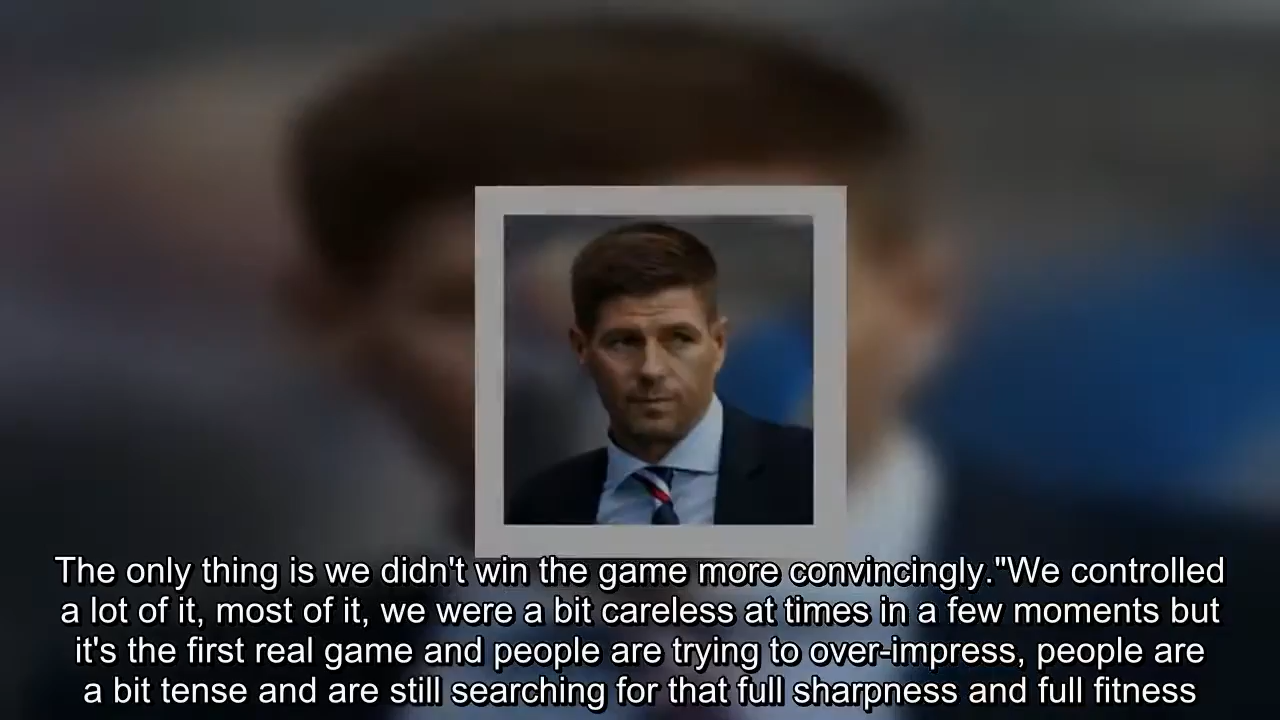 The only thing is we didn't win the game more convincingly."We controlled
a lot of it, most of it, we were a bit careless at times in a few moments but
it's the first real game and people are trying to over-impress, people are
a bit tense and are still searching for that full sharpness and full fitness